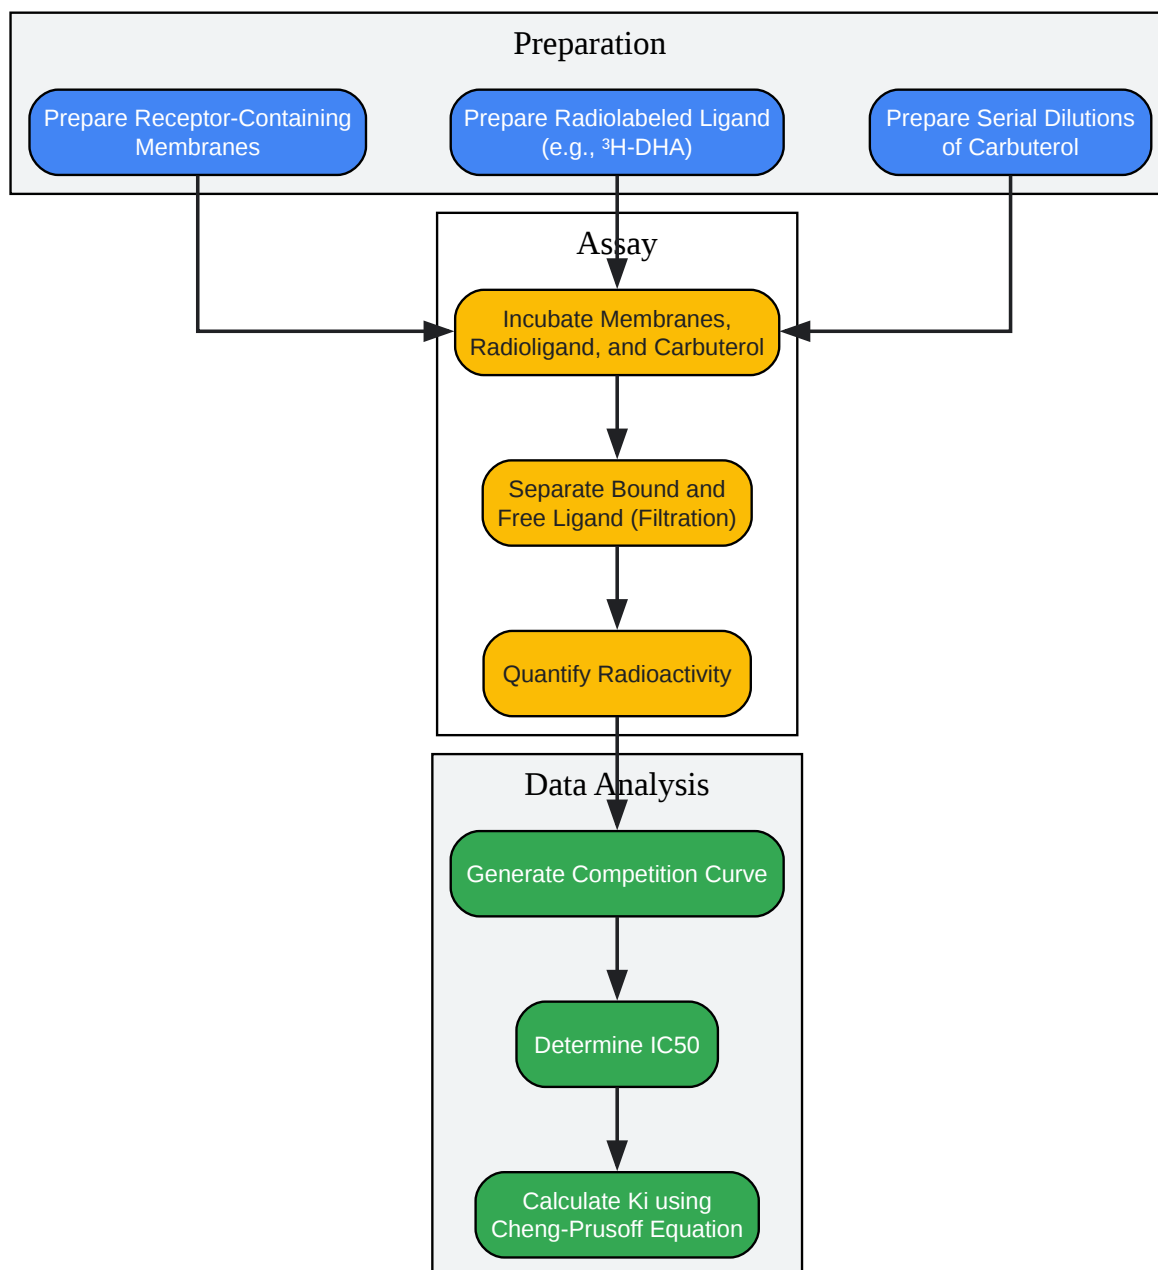 Preparation
Prepare Receptor-Containing
Membranes
Prepare Radiolabeled Ligand
(e.g., ³H-DHA)
Prepare Serial Dilutions
of Carbuterol
Assay
Incubate Membranes,
Radioligand, and Carbuterol
Separate Bound and
Free Ligand (Filtration)
Quantify Radioactivity
Data Analysis
Generate Competition Curve
Determine IC50
Calculate Ki using
Cheng-Prusoff Equation